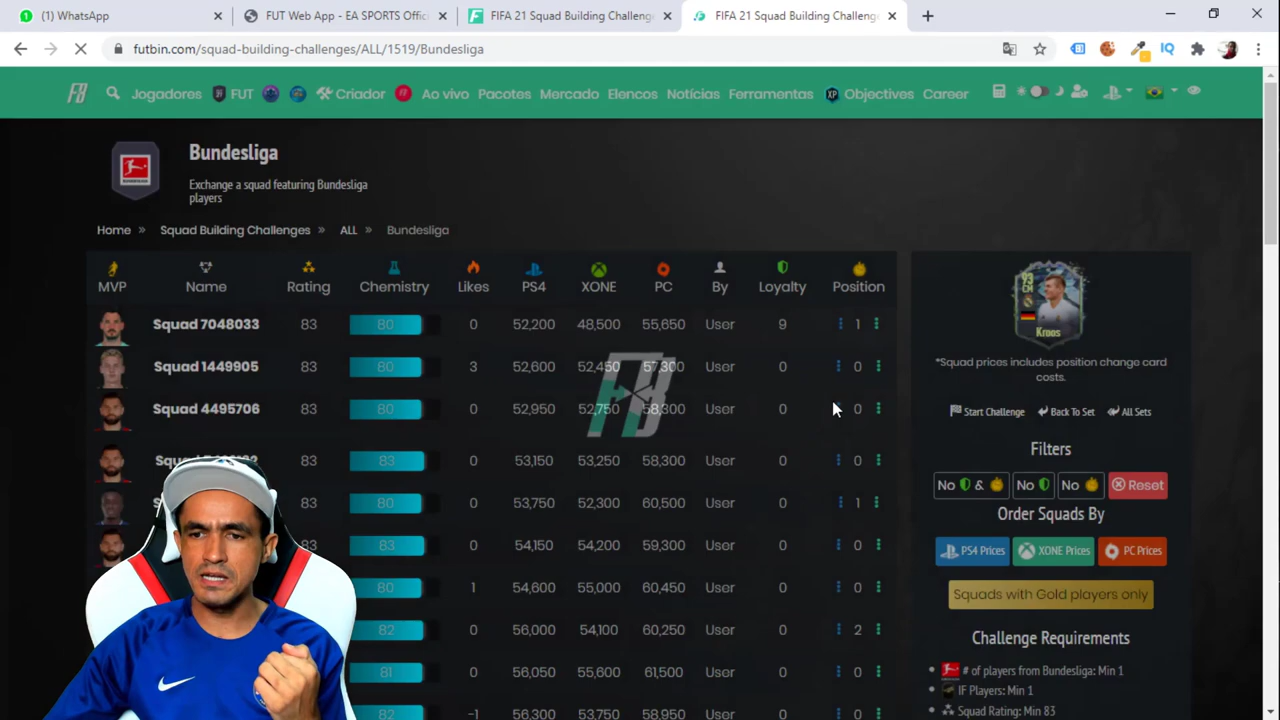 (1) WhatsApp
FUT Web App - EA SPORTS Offici
FIFA 21 Squad Building Challeng
FIFA 21 Squad Building Challeng
futbin.com/squad-building-challenges/ALL/1519/Bundesliga
IQ
FB Jogadores FUT Criador Ao vivo Pacotes Mercado Elencos Notícias Ferramentas XP Objectives Career
Bundesliga
Exchange a squad featuring Bundesliga
players
Home » Squad Building Challenges » ALL » Bundesliga
MVP Name Rating Chemistry Likes PS4 XONE PC By Loyalty Position
Squad 7048033 83 80 0 52,200 48,500 55,650 User 9 1
Squad 1449905 83 80 3 52,600 52,450 57,300 User 0 0
Squad 4495706 83 80 0 52,950 52,750 58,300 User 0 0
83 83 0 53,150 53,250 58,300 User 0 0
83 80 0 53,750 52,300 60,500 User 0 1
83 83 0 54,150 54,200 59,300 User 0 0
80 1 54,600 55,000 60,450 User 0 0
82 0 56,000 54,100 60,250 User 0 2
81 0 56,050 55,600 61,500 User 0 0
82 -1 56,300 53,750 58,950 User 0 0
93
CM
Kroos
*Squad prices includes position change card
costs.
Start Challenge Back To Set All Sets
Filters
No & No No Reset
Order Squads By
PS4 Prices XONE Prices PC Prices
Squads with Gold players only
Challenge Requirements
# of players from Bundesliga: Min 1
IF Players: Min 1
Squad Rating: Min 83